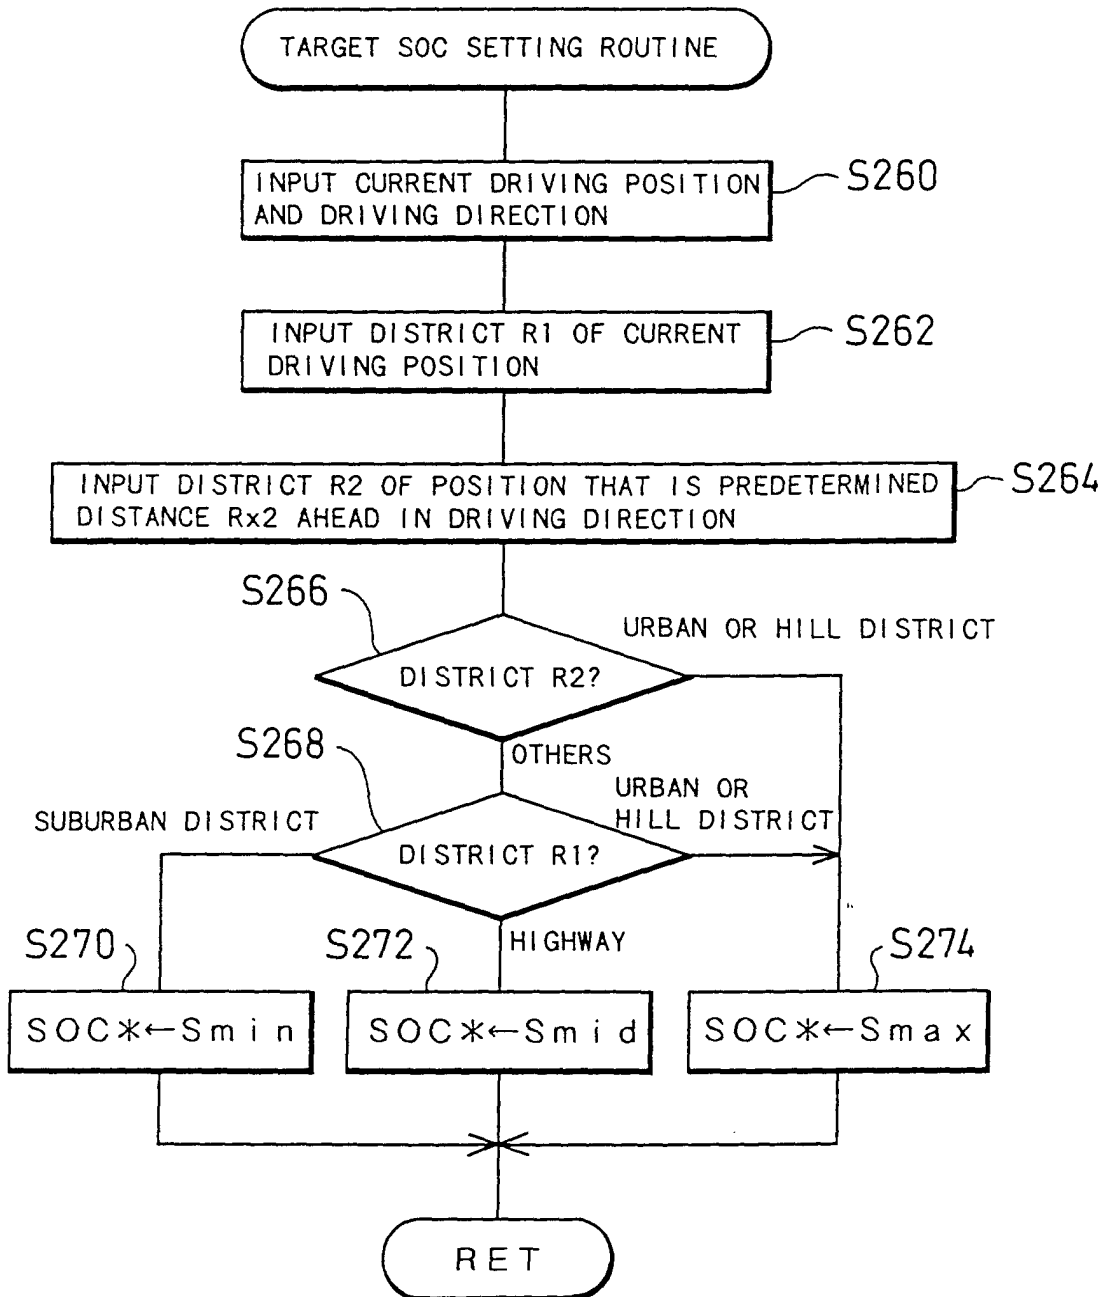 TARGET SOC SETTING ROUTINE
INPUT CURRENT DRIVING POSITION
AND DRIVING DIRECTION
S260
INPUT DISTRICT R1 OF CURRENT
DRIVING POSITION
S262
INPUT DISTRICT R2 OF POSITION THAT IS PREDETERMINED
DISTANCE Rx2 AHEAD IN DRIVING DIRECTION
S264
S266
URBAN OR HILL DISTRICT
DISTRICT R2?
S268
OTHERS
URBAN OR
HILL DISTRICT
SUBURBAN DISTRICT
DISTRICT R1?
S270
S272
HIGHWAY
S274
SOC*←Smin
SOC*←Smid
SOC*←Smax
RET